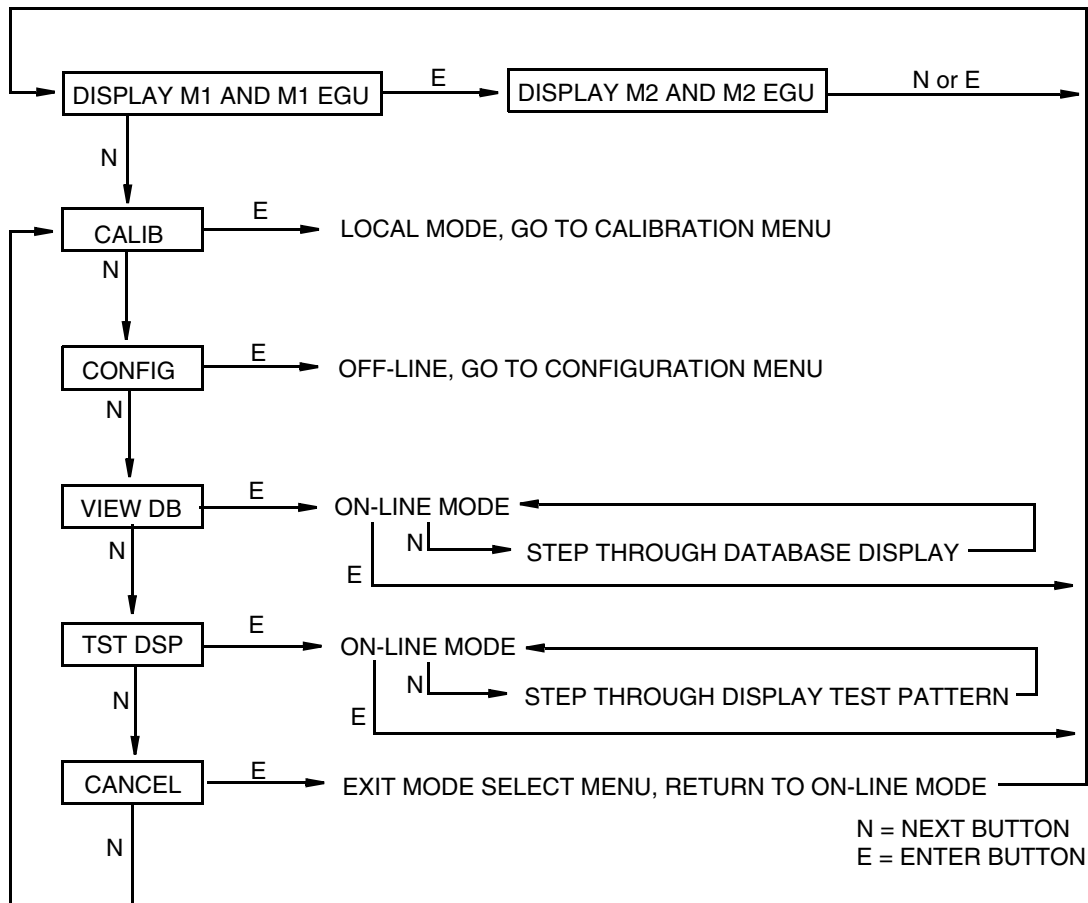 DISPLAY M1 AND M1 EGU
E
DISPLAY M2 AND M2 EGU
N or E
N
CALIB
E
LOCAL MODE, GO TO CALIBRATION MENU
N
CONFIG
E
OFF-LINE, GO TO CONFIGURATION MENU
N
VIEW DB
E
ON-LINE MODE
N
STEP THROUGH DATABASE DISPLAY
E
N
TST DSP
E
ON-LINE MODE
N
STEP THROUGH DISPLAY TEST PATTERN
E
N
CANCEL
E
EXIT MODE SELECT MENU, RETURN TO ON-LINE MODE
N
N = NEXT BUTTON
E = ENTER BUTTON